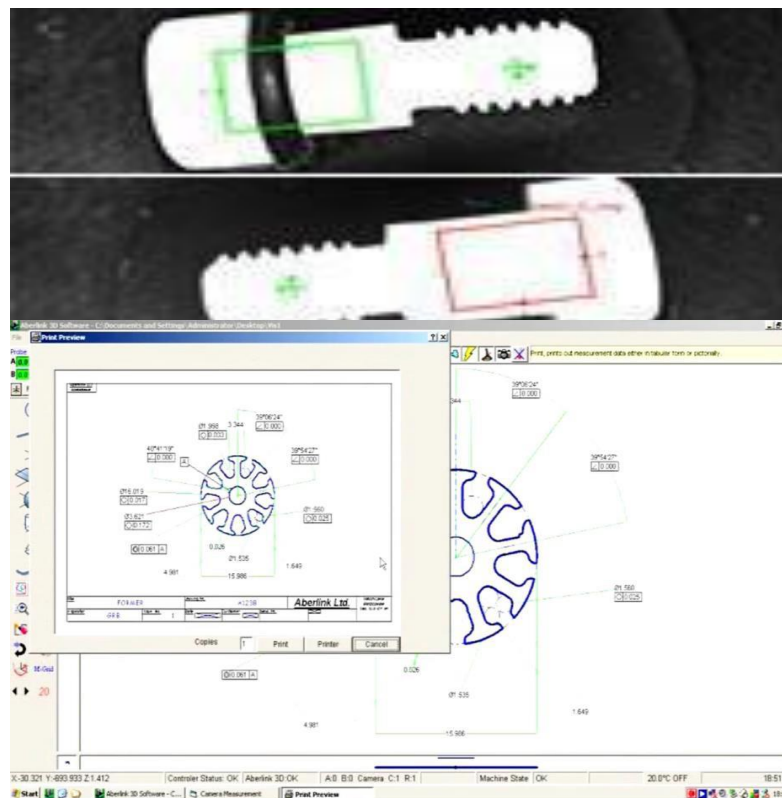 Aberlink 3D Software - C:\Documents and Settings\Administrator\Desktop\
Print Preview
File
Probe
A
B
Print, prints out measurement data either in tabular form or pictorially.
39°06'24"
0.000
Ø1.998
3.344
39°06'24"
0.000
40°41'19"
0.000
A
39°54'27"
0.000
39°54'27"
0.000
Ø16.019
0.017
Ø3.621
Ø1.560
0.025
Ø1.560
0.025
0.061 A
0.026
Ø1.535
4.981
1.649
15.986
FORMER
Aberlink Ltd.
Copies
1
Print
Printer
Cancel
0.061 A
0.026
Ø1.535
1.649
4.981
15.986
20
X:-30.321 Y:-693.933 Z:1.412
Controler Status: OK
Aberlink 3D:OK
A:0 B:0 Camera C:1 R:1
Machine State
OK
20.0°C OFF
18:51
Start
Aberlink 3D Software - C...
Camera Measurement
Print Preview